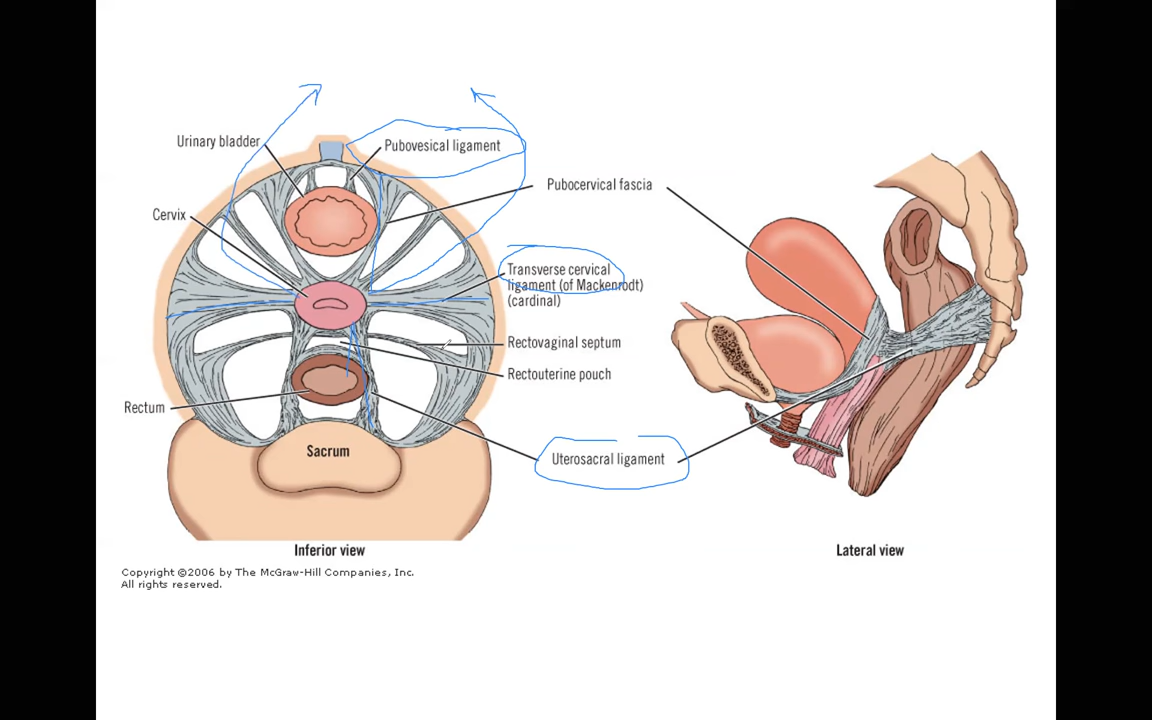 Urinary bladder
Pubovesical ligament
Pubocervical fascia
Cervix
Transverse cervical
ligament (of Mackenrodt)
(cardinal)
Rectovaginal septum
Rectouterine pouch
Rectum
Sacrum
Uterosacral ligament
Inferior view
Lateral view
Copyright ©2006 by The McGraw-Hill Companies, Inc.
All rights reserved.